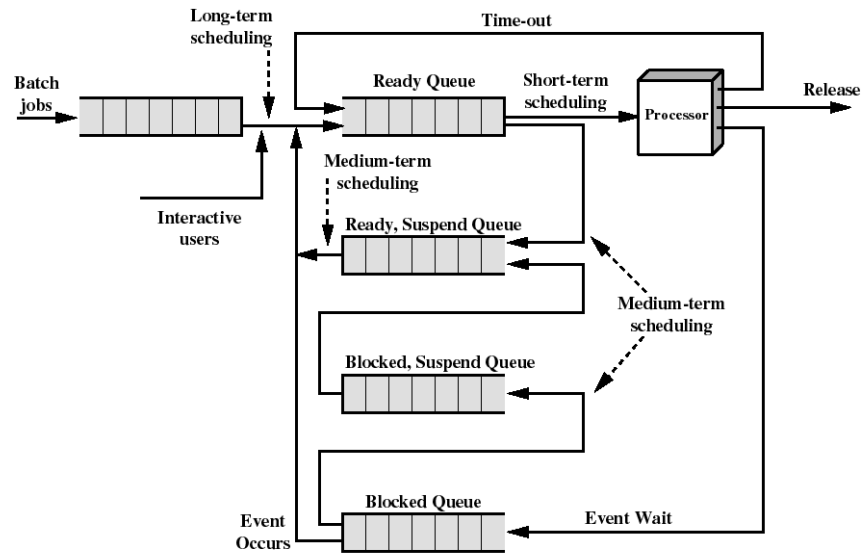 Long-term
scheduling
Time-out
Batch
jobs
Ready Queue
Short-term
scheduling
Processor
Release
Medium-term
scheduling
Interactive
users
Ready, Suspend Queue
Medium-term
scheduling
Blocked, Suspend Queue
Blocked Queue
Event
Occurs
Event Wait